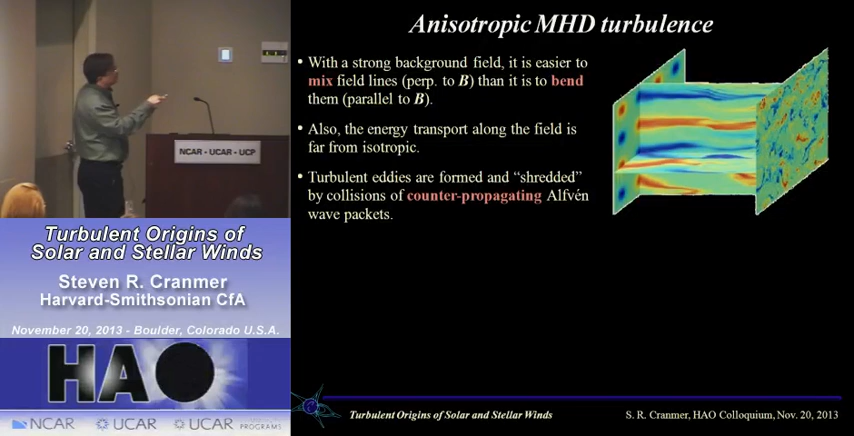 Anisotropic MHD turbulence
• With a strong background field, it is easier to
mix field lines (perp. to B) than it is to bend
them (parallel to B).
• Also, the energy transport along the field is
far from isotropic.
• Turbulent eddies are formed and “shredded”
by collisions of counter-propagating Alfvén
wave packets.
NCAR - UCAR - UCP
Turbulent Origins of
Solar and Stellar Winds
Steven R. Cranmer
Harvard-Smithsonian CfA
November 20, 2013 - Boulder, Colorado U.S.A.
HAO
NCAR UCAR UCAR COMMUNITY
PROGRAMS
Turbulent Origins of Solar and Stellar Winds S. R. Cranmer, HAO Colloquium, Nov. 20, 2013